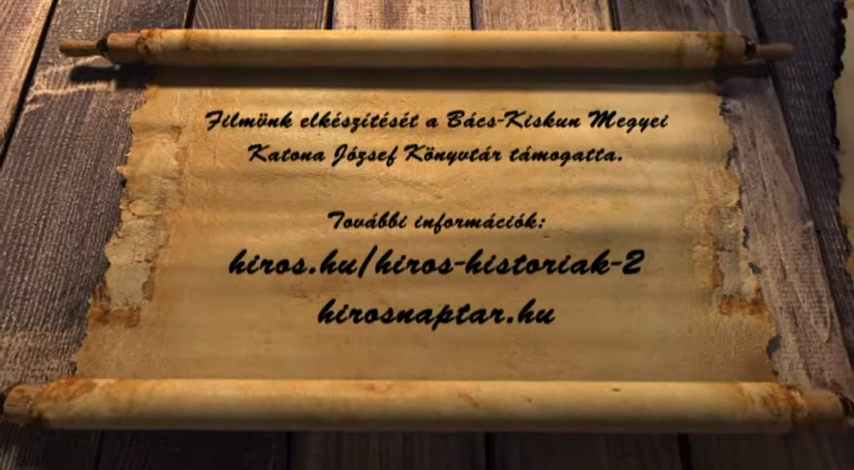 Filmünk elkészítését a Bács-Kiskun Megyei
Katona József Könyvtár támogatta.
További információk:
hiros.hu/hiros-historiak-2
hirosnaptar.hu